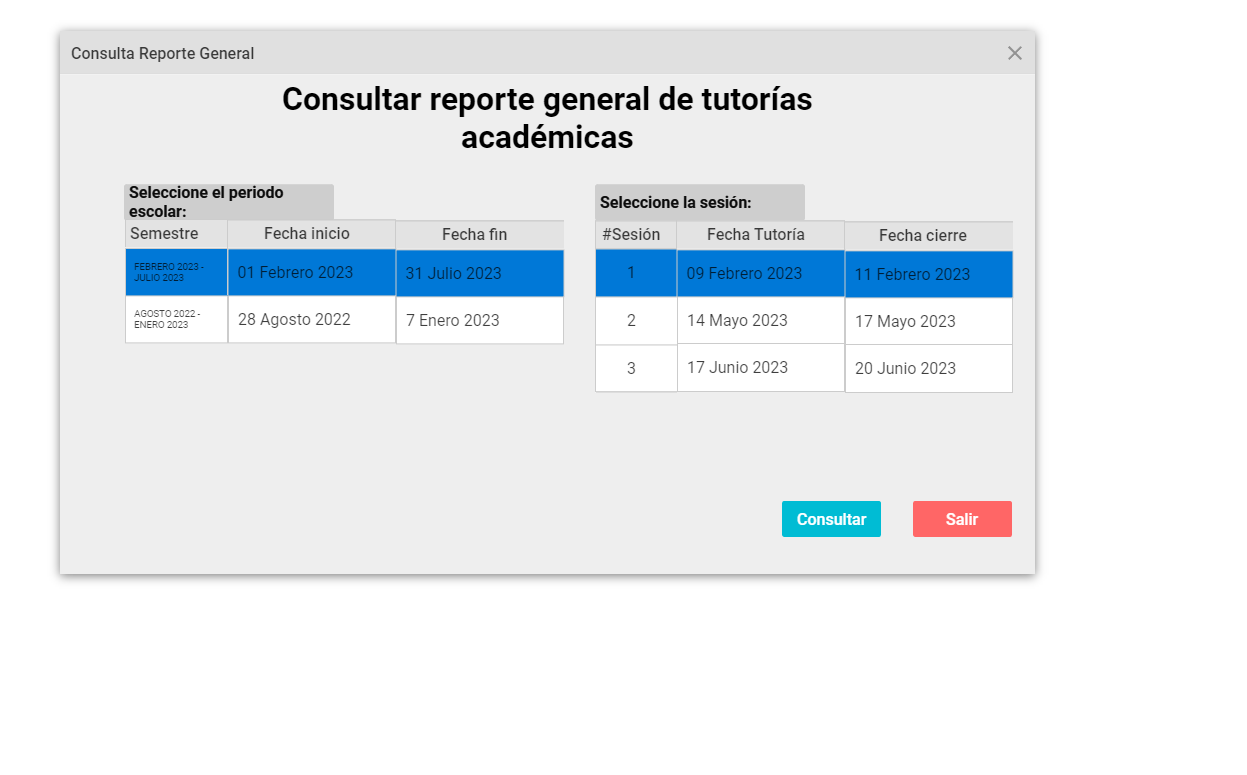 Consulta Reporte General
Consultar reporte general de tutorías
académicas
Seleccione el periodo
escolar:
Semestre Fecha inicio Fecha fin
FEBRERO 2023 -
JULIO 2023
01 Febrero 2023 31 Julio 2023
AGOSTO 2022 -
ENERO 2023
28 Agosto 2022 7 Enero 2023
Seleccione la sesión:
#Sesión Fecha Tutoría Fecha cierre
1 09 Febrero 2023 11 Febrero 2023
2 14 Mayo 2023 17 Mayo 2023
3 17 Junio 2023 20 Junio 2023
Consultar Salir